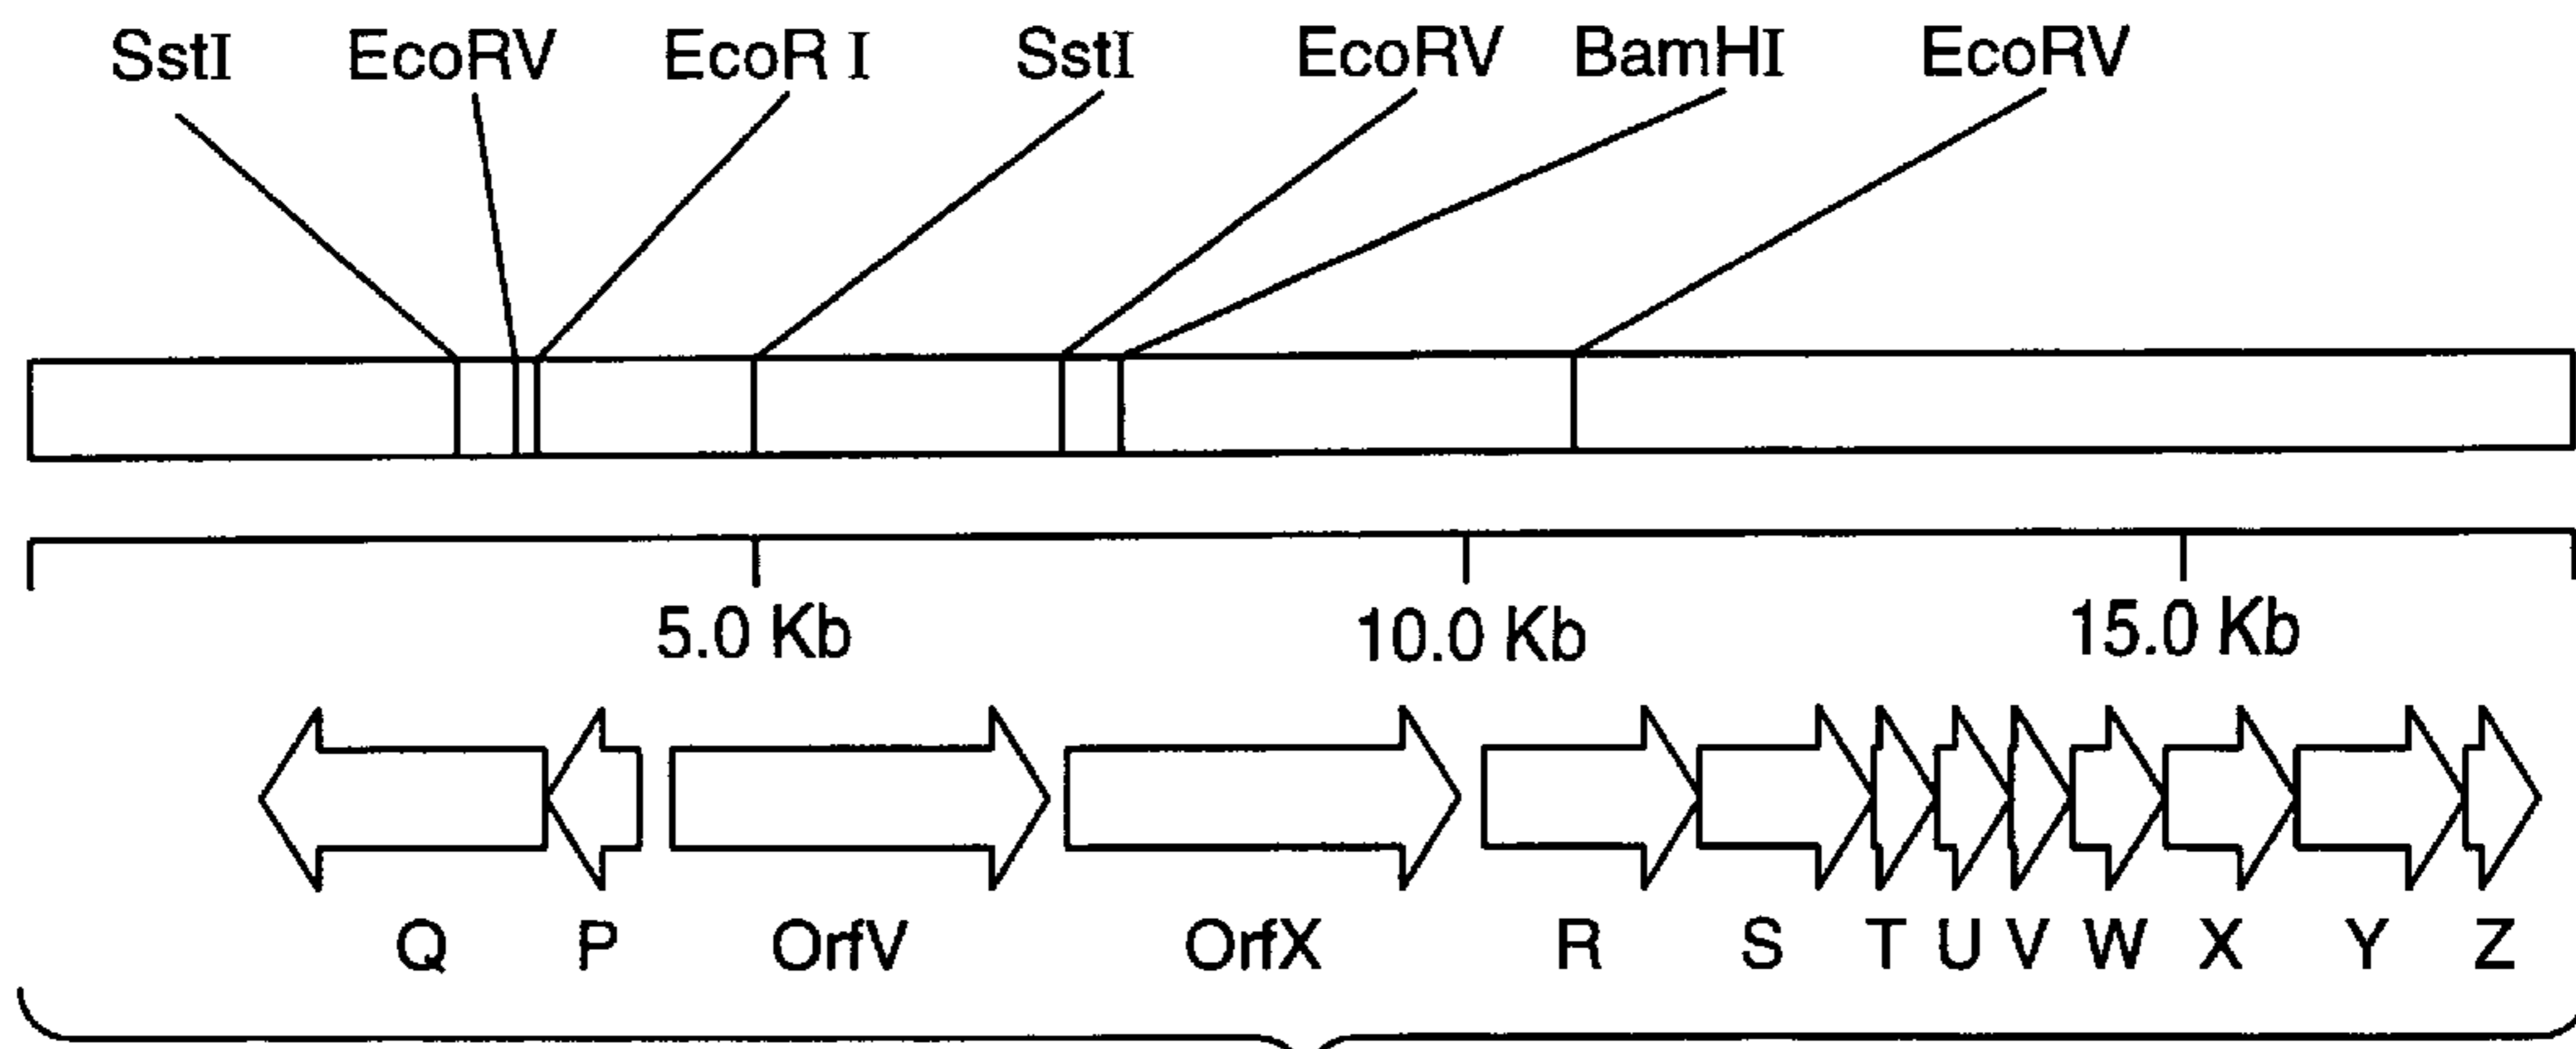 SstI EcoRV EcoR I SstI EcoRV BamHI EcoRV
5.0 Kb 10.0 Kb 15.0 Kb
Q P OrfV OrfX R S T U V W X Y Z